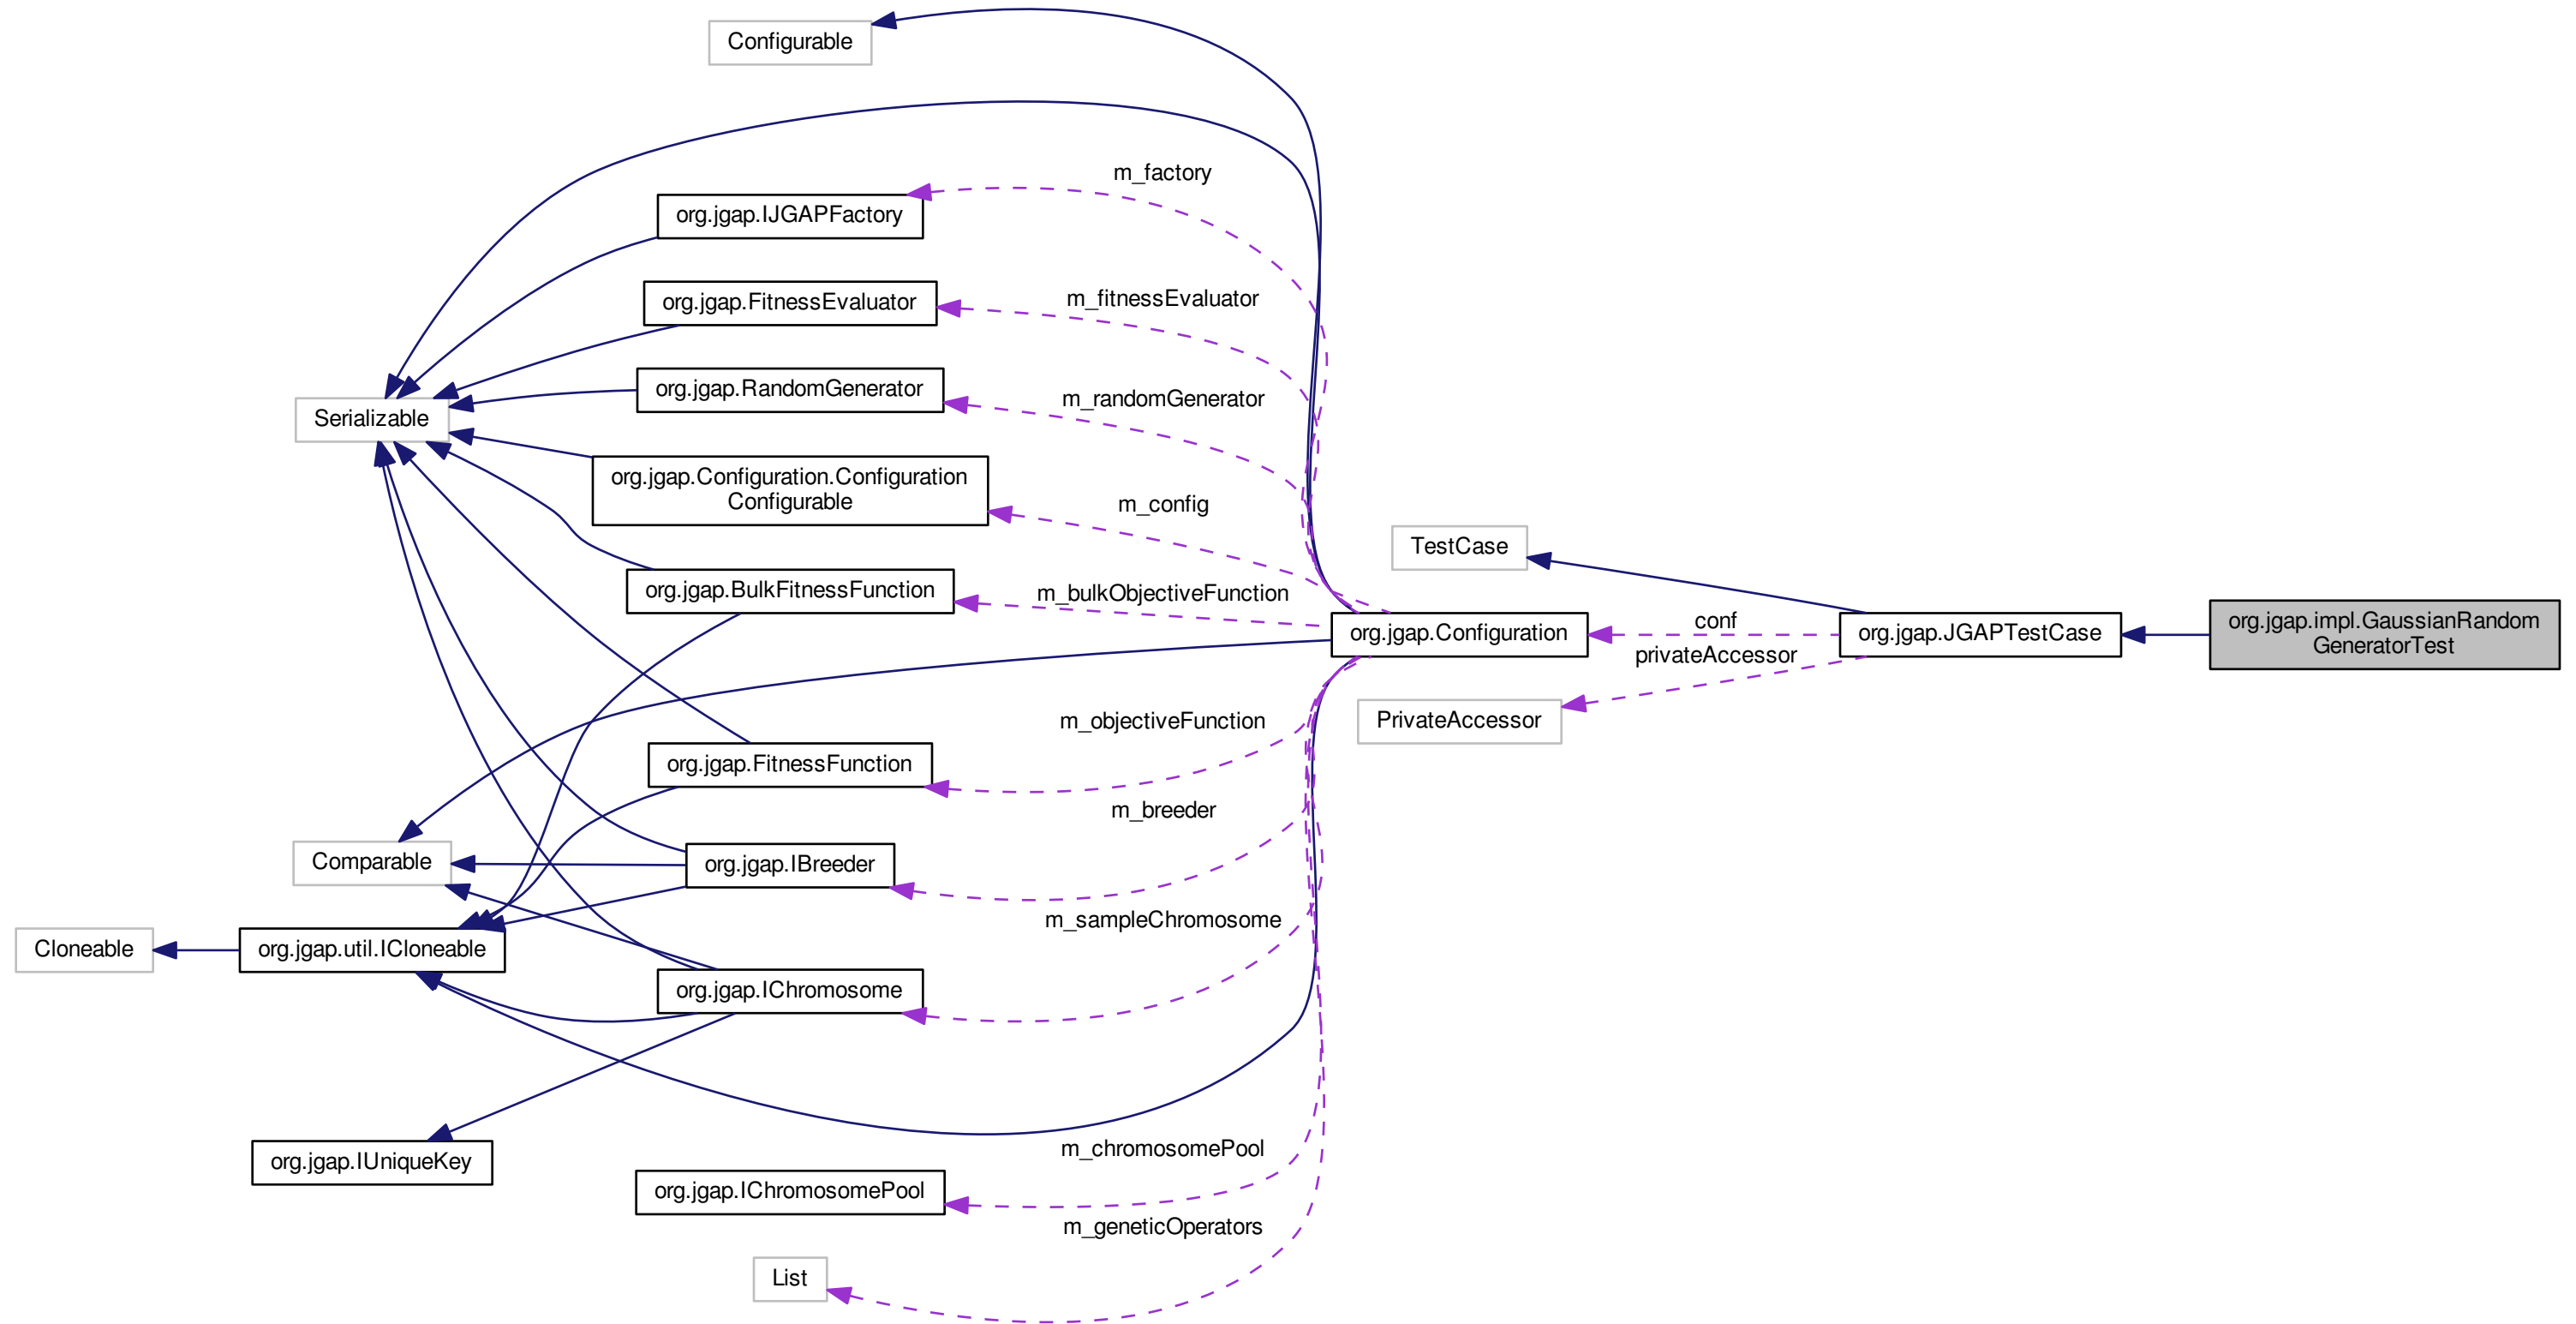 Configurable
m_factory
org.jgap.IJGAPFactory
m_fitnessEvaluator
org.jgap.FitnessEvaluator
m_randomGenerator
org.jgap.RandomGenerator
Serializable
m_config
org.jgap.Configuration.Configuration
Configurable
TestCase
m_bulkObjectiveFunction
org.jgap.BulkFitnessFunction
conf
org.jgap.Configuration
org.jgap.JGAPTestCase
org.jgap.impl.GaussianRandom
GeneratorTest
privateAccessor
PrivateAccessor
m_objectiveFunction
org.jgap.FitnessFunction
m_breeder
Comparable
org.jgap.IBreeder
m_sampleChromosome
Cloneable
org.jgap.util.ICloneable
org.jgap.IChromosome
m_chromosomePool
org.jgap.IUniqueKey
org.jgap.IChromosomePool
m_geneticOperators
List